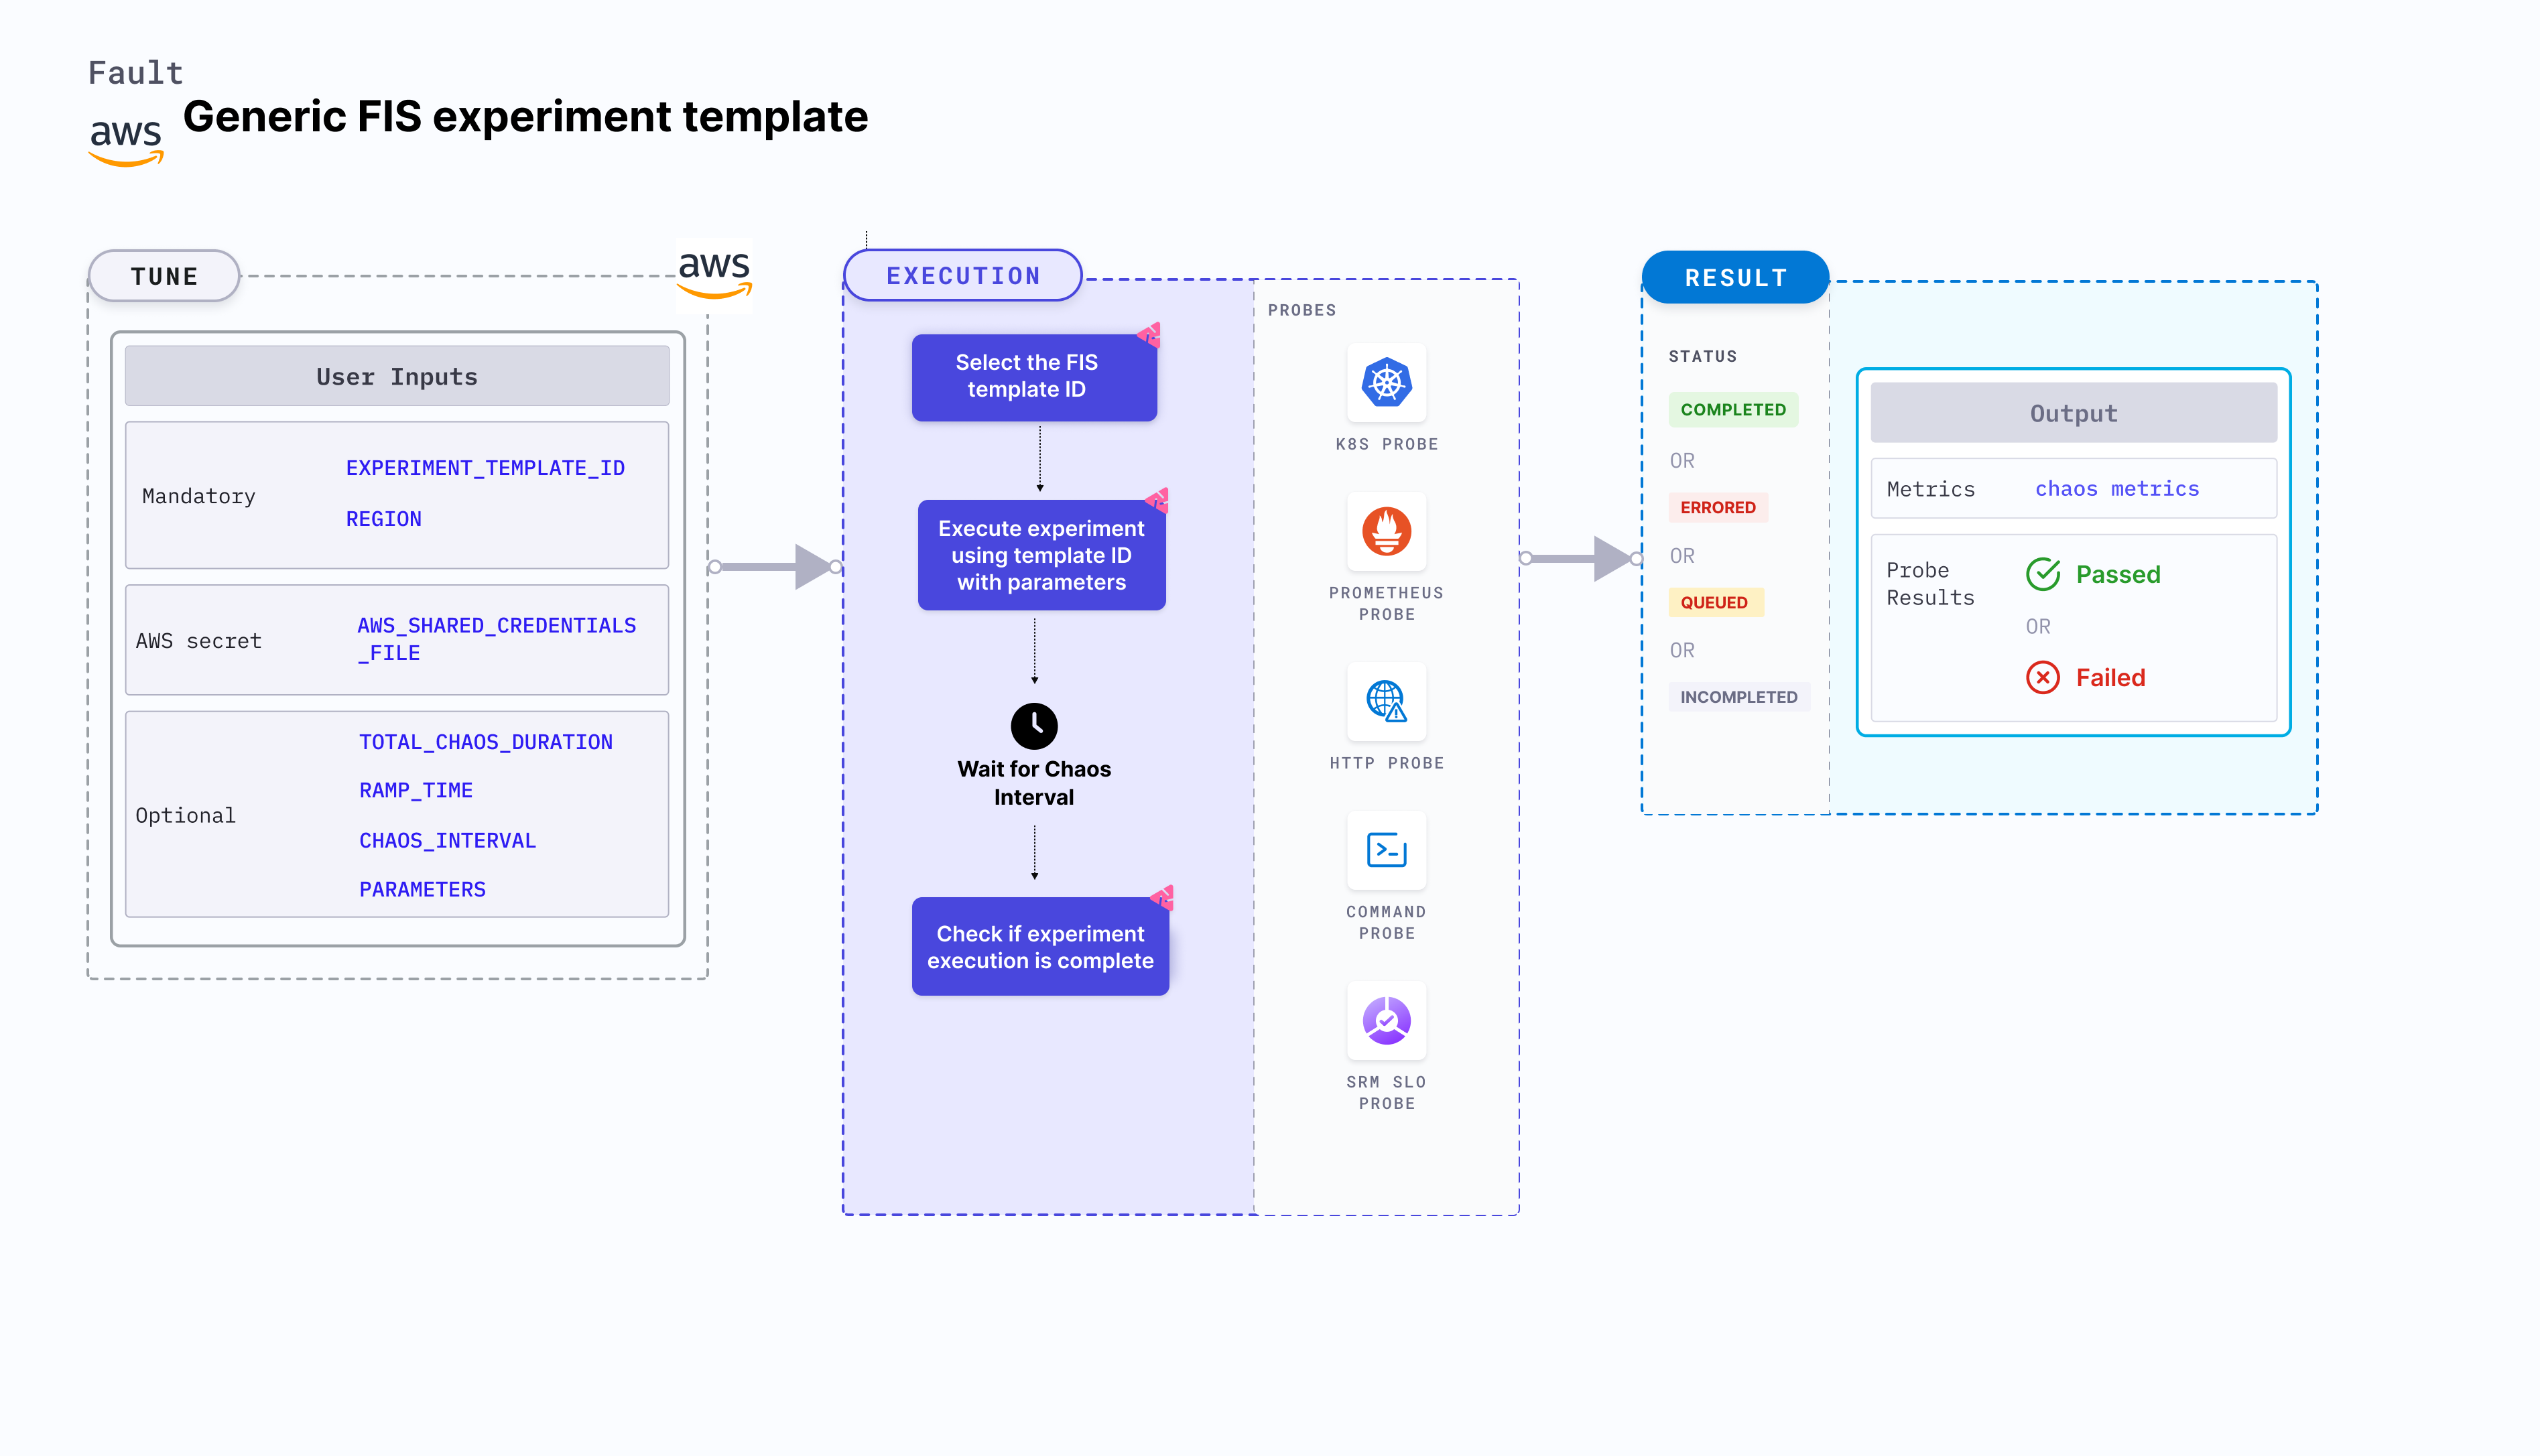 Fault
aws
Generic FIS experiment template
TUNE
aws
User Inputs
Mandatory
EXPERIMENT_TEMPLATE_ID
REGION
AWS secret
AWS_SHARED_CREDENTIALS
_FILE
Optional
TOTAL_CHAOS_DURATION
RAMP_TIME
CHAOS_INTERVAL
PARAMETERS
EXECUTION
Select the FIS
template ID
Execute experiment
using template ID
with parameters
Wait for Chaos
Interval
Check if experiment
execution is complete
PROBES
K8S PROBE
PROMETHEUS
PROBE
HTTP PROBE
COMMAND
PROBE
SRM SLO
PROBE
RESULT
STATUS
COMPLETED
OR
ERRORED
OR
QUEUED
OR
INCOMPLETED
Output
Metrics
chaos metrics
Probe
Results
Passed
OR
Failed